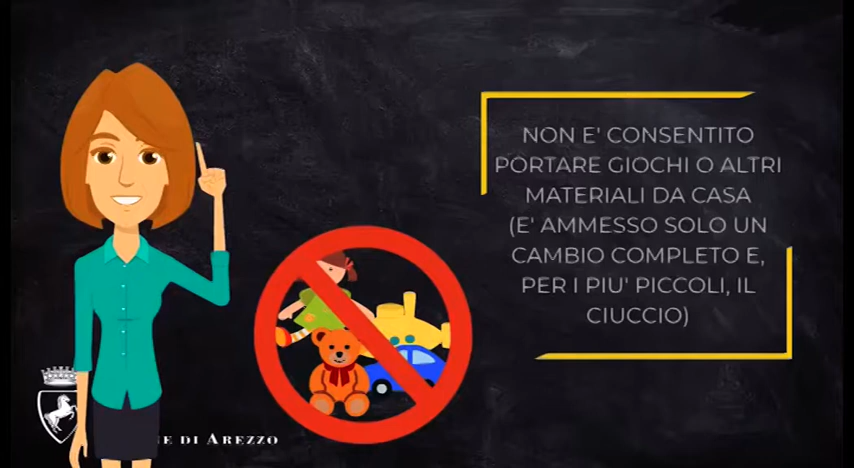 NON E' CONSENTITO
PORTARE GIOCHI O ALTRI
MATERIALI DA CASA
(E' AMMESSO SOLO UN
CAMBIO COMPLETO E,
PER I PIU' PICCOLI, IL
CIUCCIO)
NE DI AREZZO